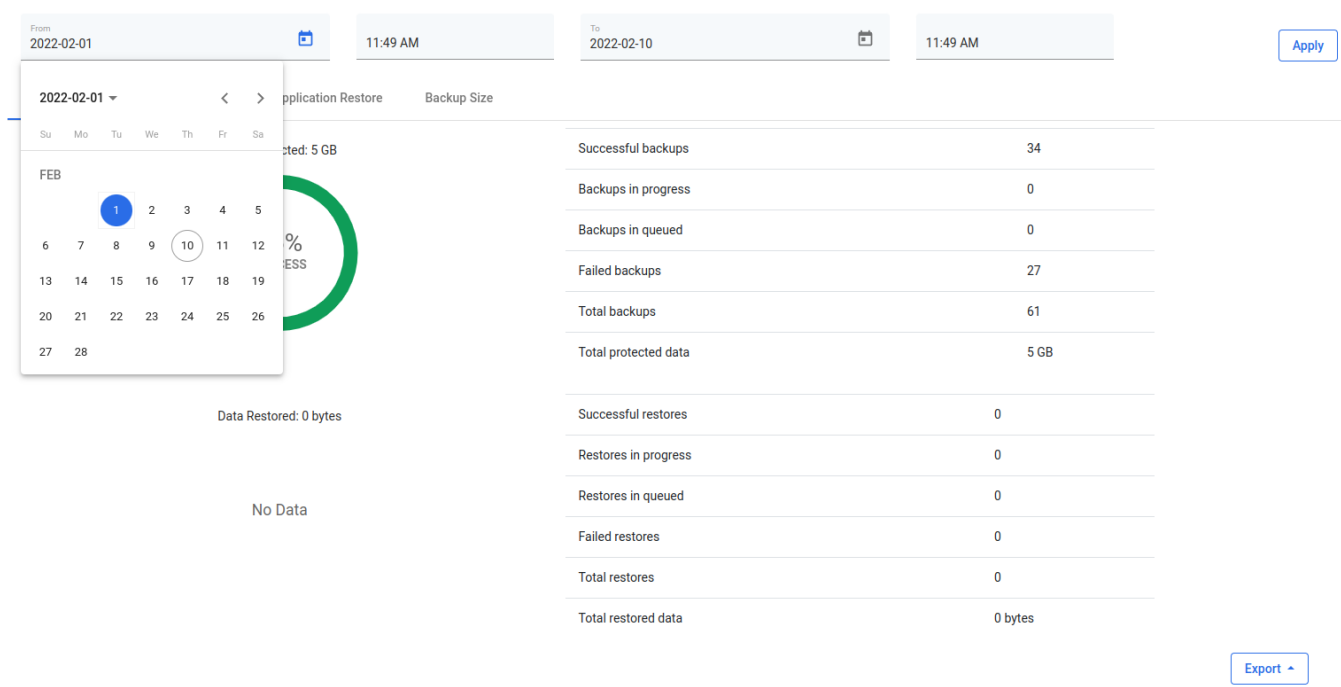 From
2022-02-01
11:49 AM
To
2022-02-10
11:49 AM
Apply
2022-02-01
Restore
Backup Size
Su Mo Tu We Th Fr Sa
FEB
1 2 3 4 5
6 7 8 9 10 11 12
13 14 15 16 17 18 19
20 21 22 23 24 25 26
27 28
5 GB
%
Data Restored: 0 bytes
No Data
Successful backups 34
Backups in progress 0
Backups in queued 0
Failed backups 27
Total backups 61
Total protected data 5 GB
Successful restores 0
Restores in progress 0
Restores in queued 0
Failed restores 0
Total restores 0
Total restored data 0 bytes
Export